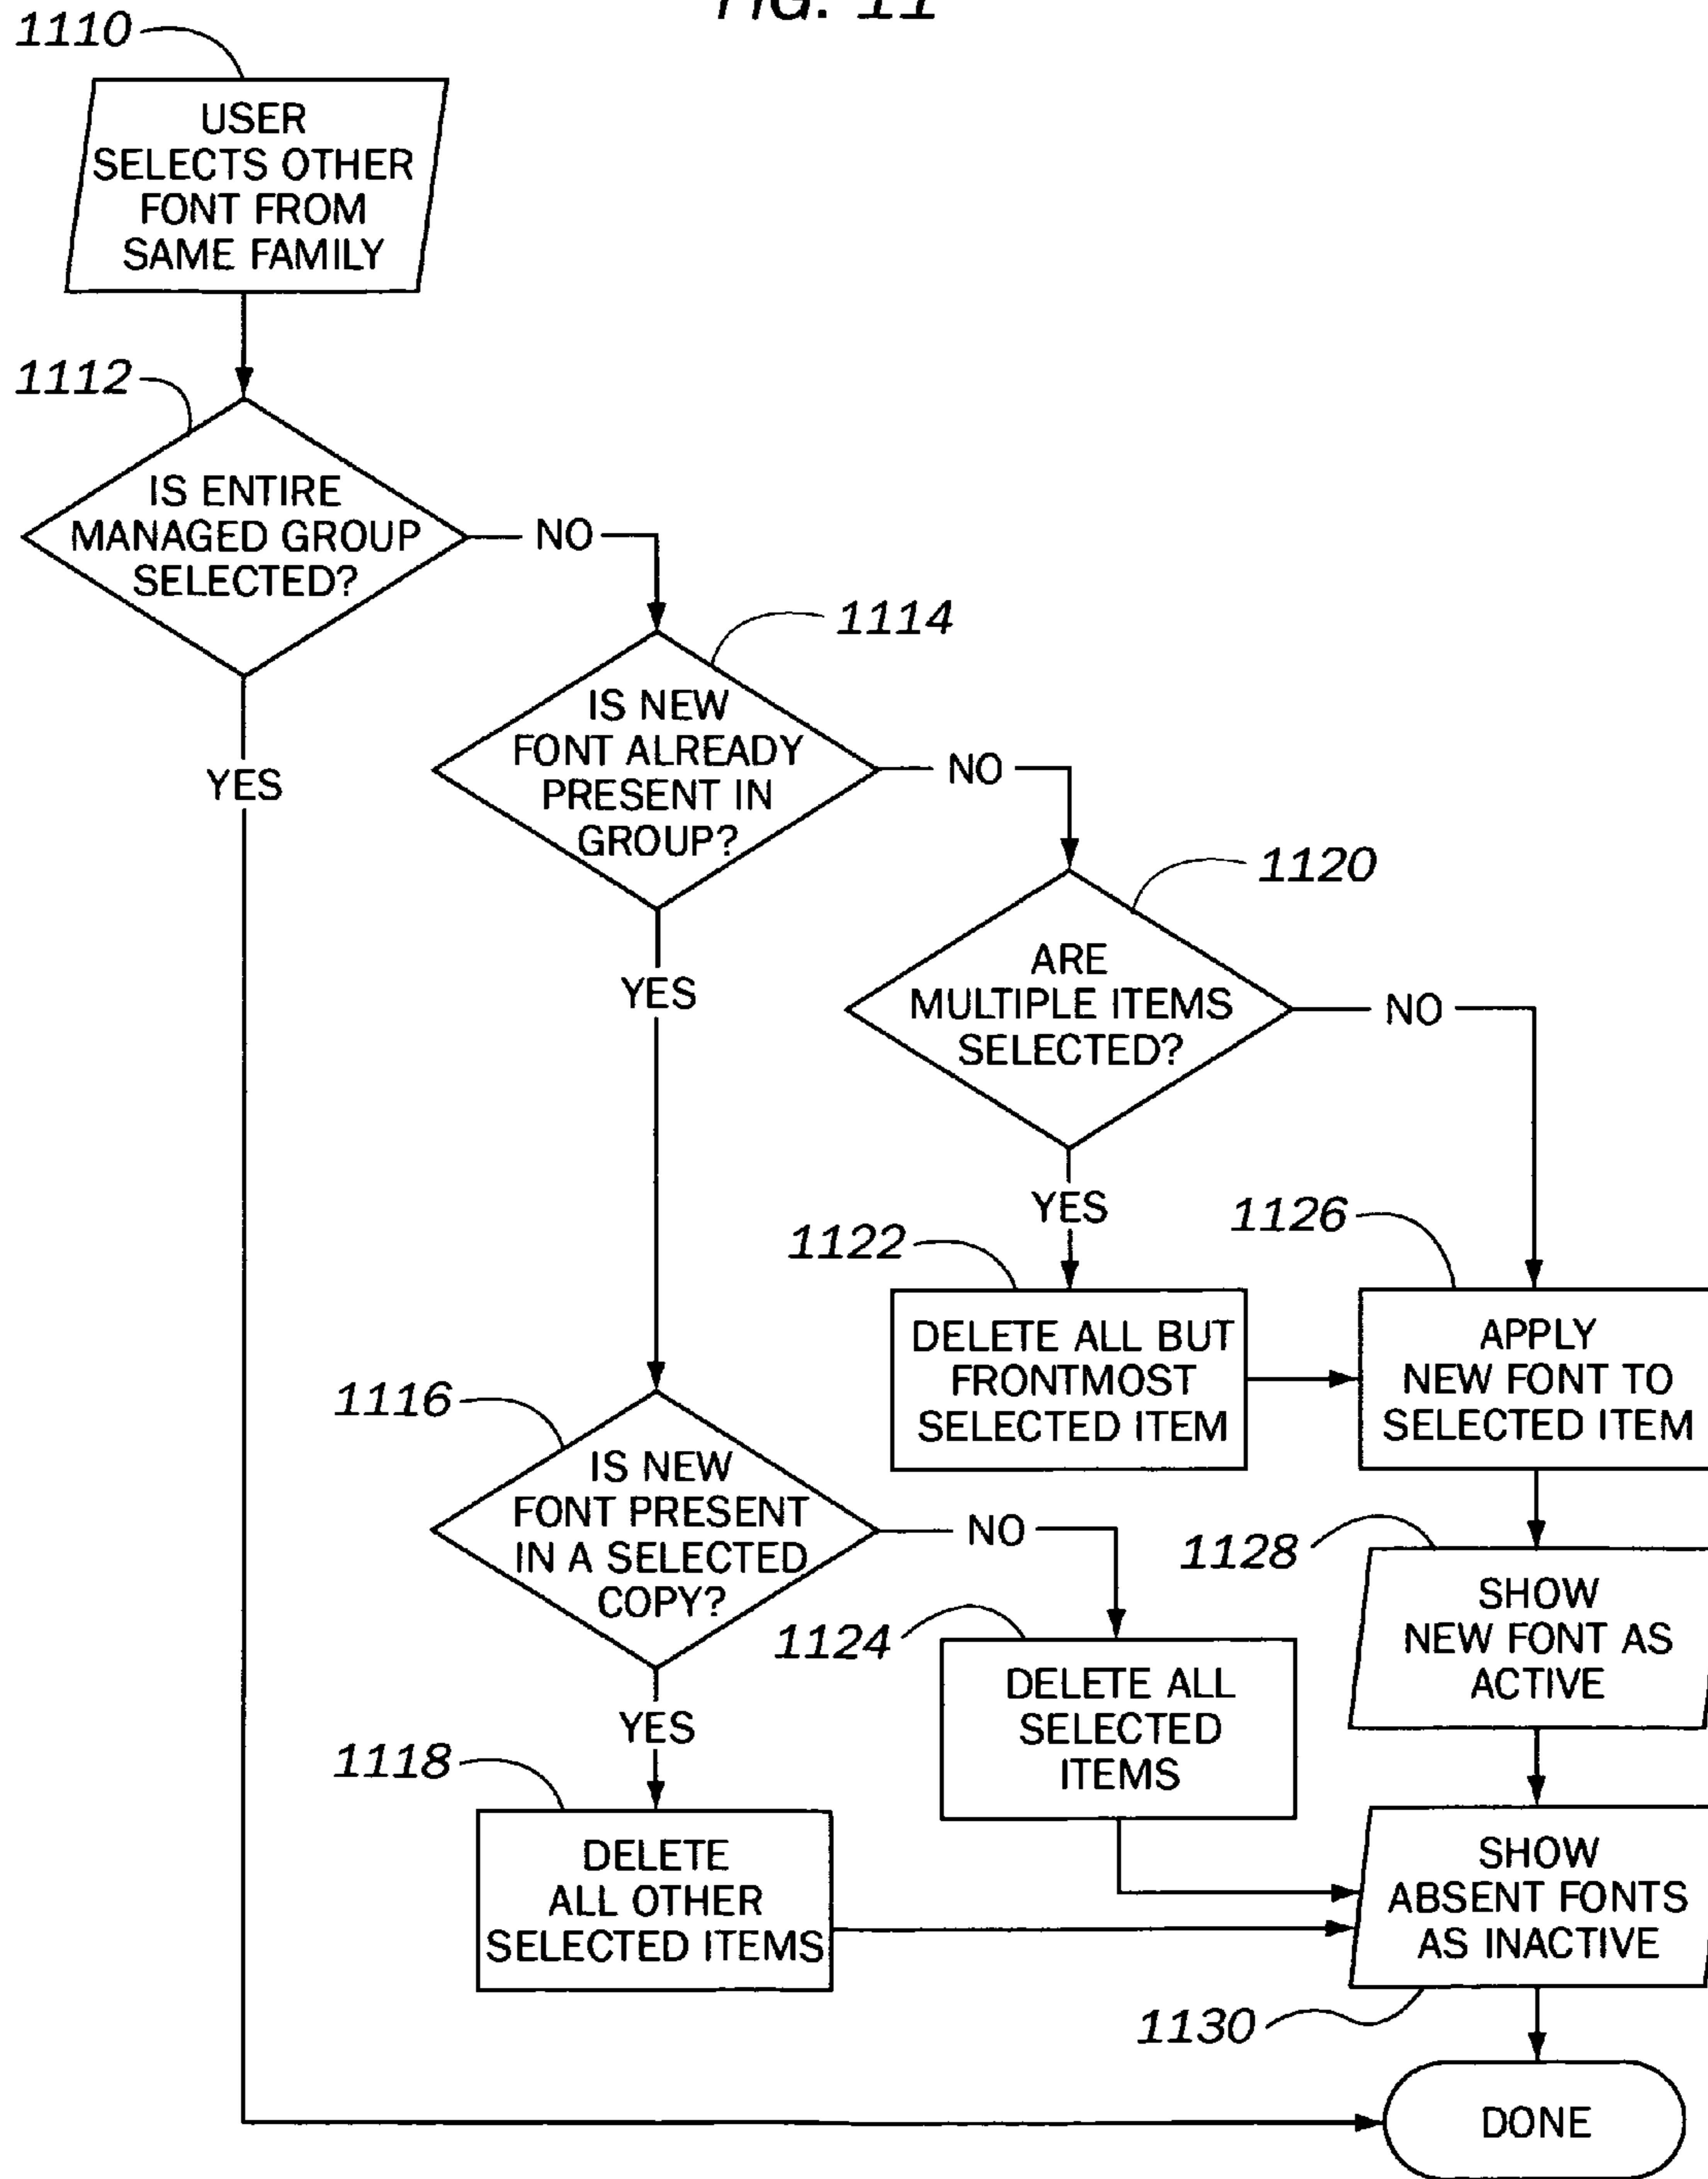 FIG. 11
1110
USER
SELECTS OTHER
FONT FROM
SAME FAMILY
1112
IS ENTIRE
MANAGED GROUP
SELECTED?
NO
YES
1114
IS NEW
FONT ALREADY
PRESENT IN
GROUP?
NO
YES
1120
ARE
MULTIPLE ITEMS
SELECTED?
NO
YES
1122
DELETE ALL BUT
FRONTMOST
SELECTED ITEM
1126
APPLY
NEW FONT TO
SELECTED ITEM
1116
IS NEW
FONT PRESENT
IN A SELECTED
COPY?
NO
YES
1124
DELETE ALL
SELECTED
ITEMS
1128
SHOW
NEW FONT AS
ACTIVE
1118
DELETE
ALL OTHER
SELECTED ITEMS
SHOW
ABSENT FONTS
AS INACTIVE
1130
DONE